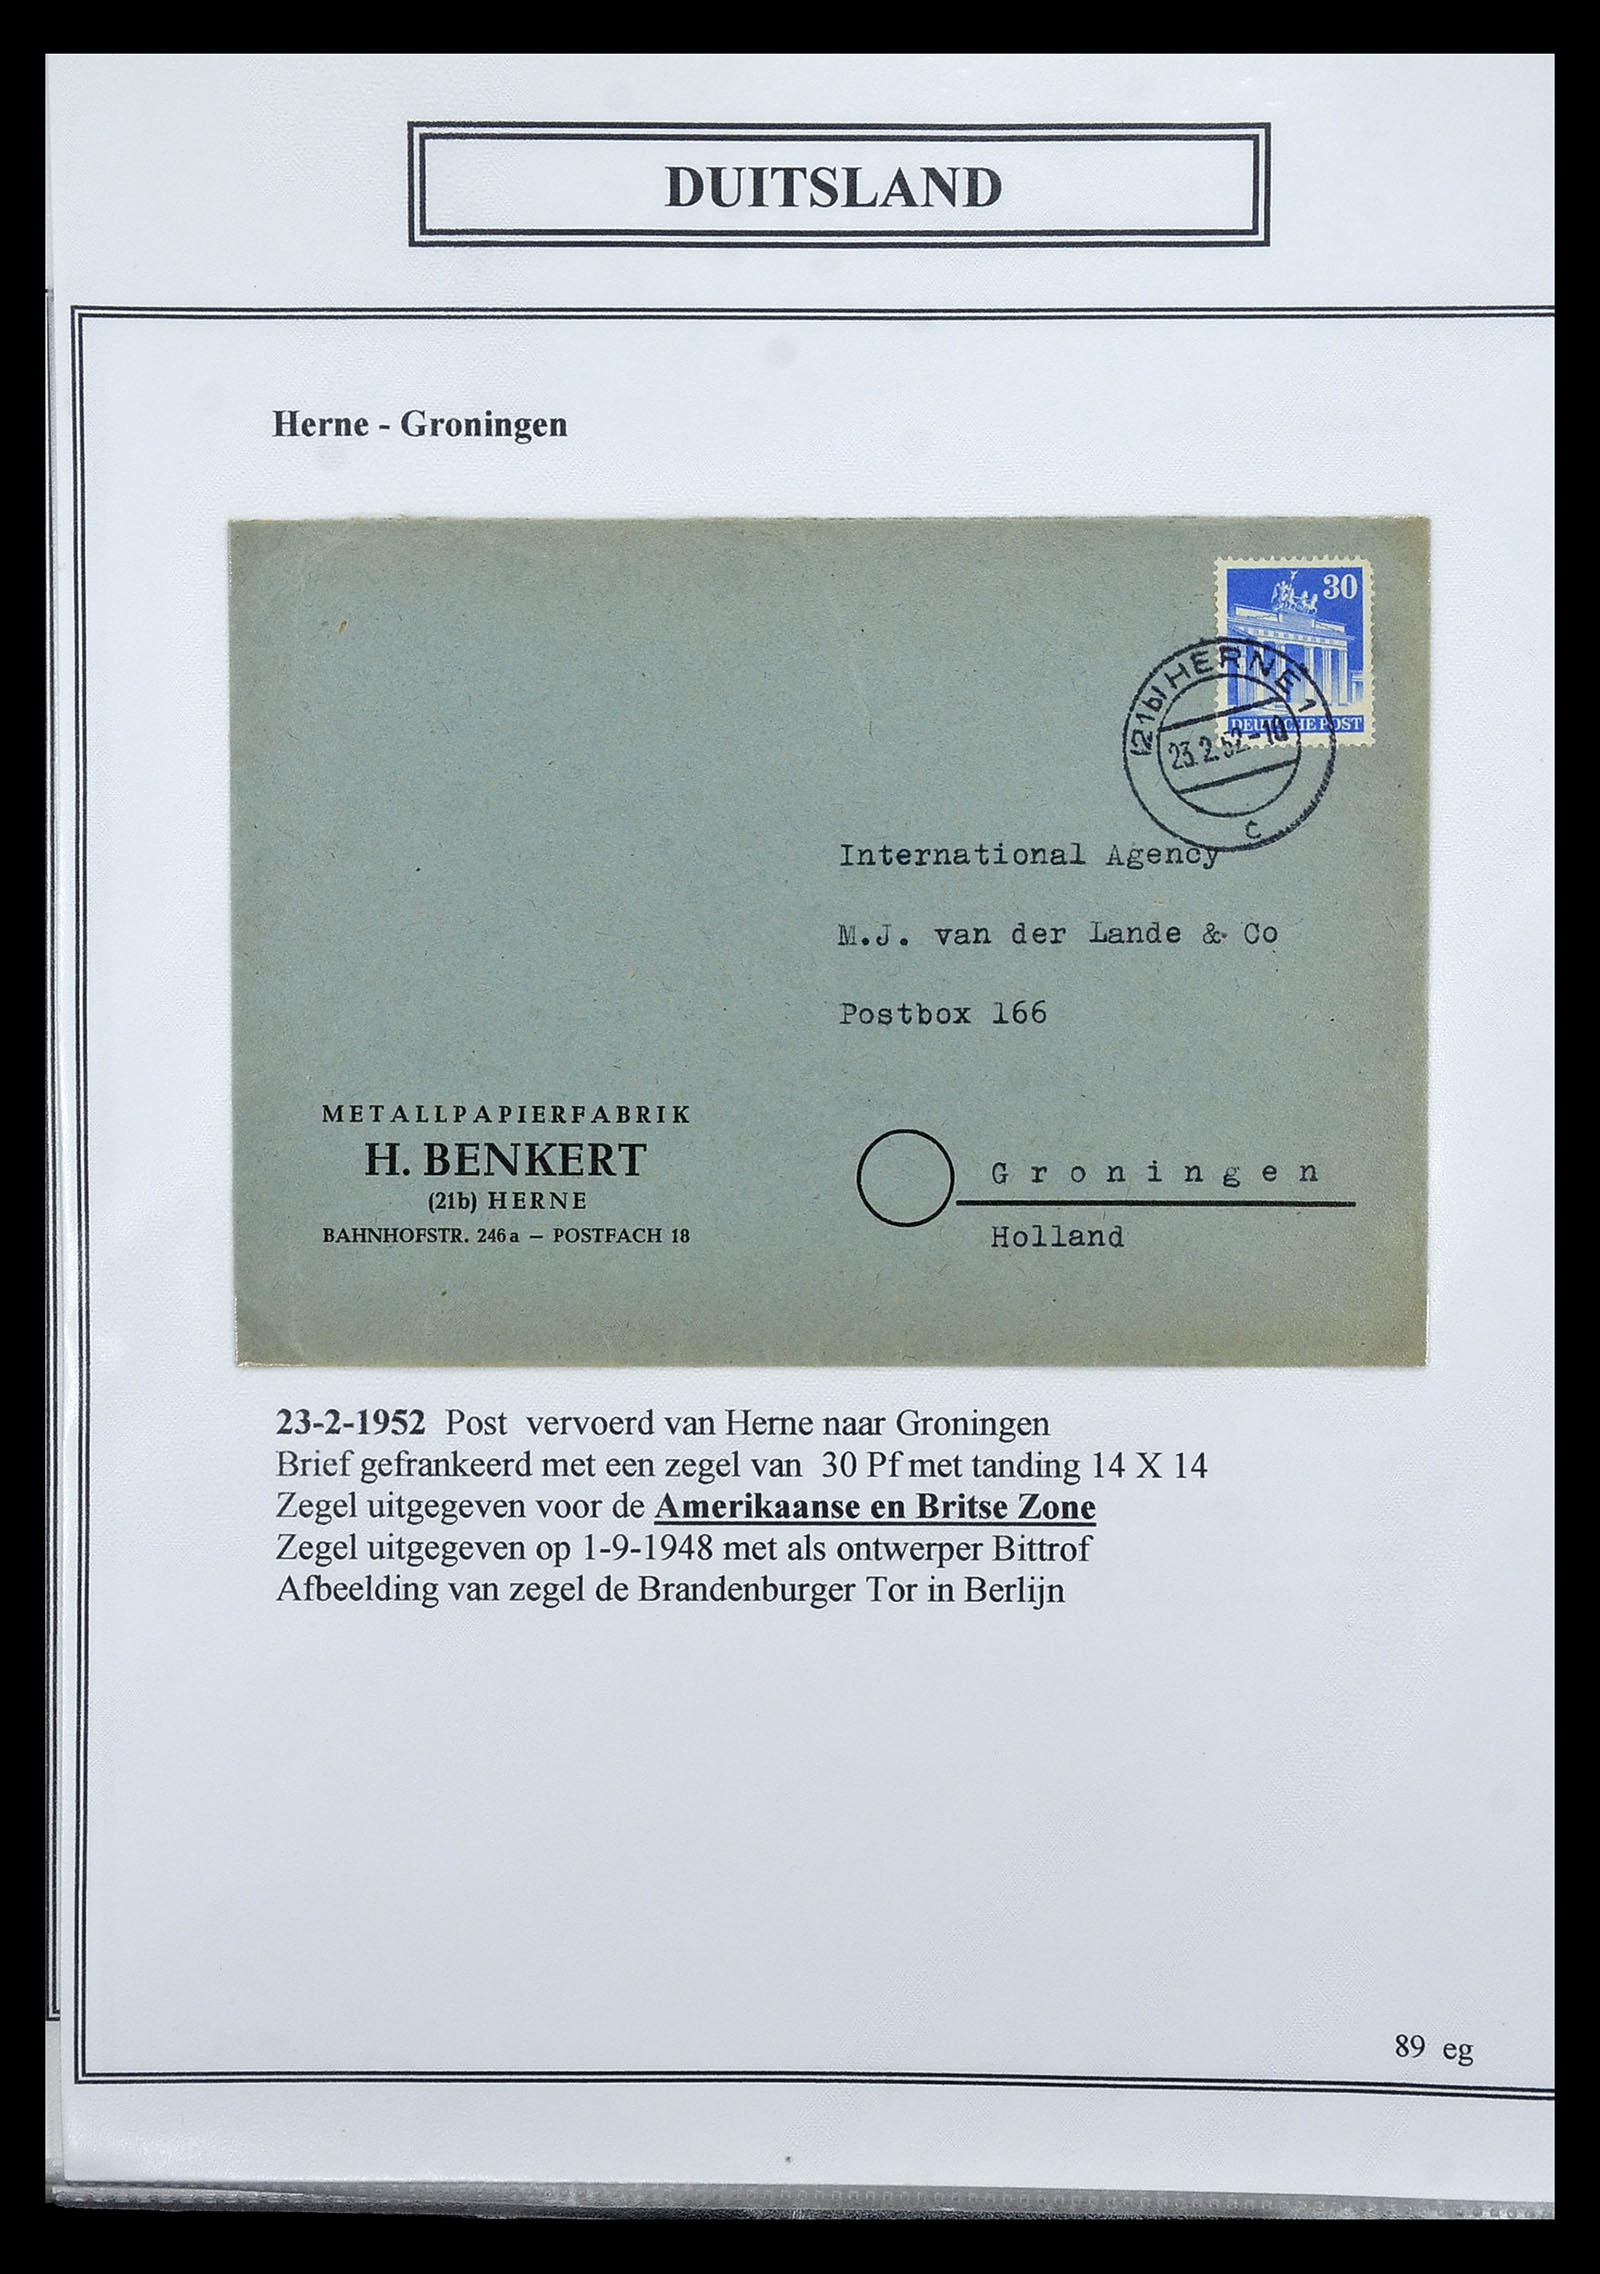 DUITSLAND
Herne - Groningen
30
DEUTSCHE POST
(21b) HERNE 1
23.2.52-18
c
International Agency
M.J. van der Lande & Co
Postbox 166
METALLPAPIERFABRIK
H. BENKERT
(21b) HERNE
BAHNHOFSTR. 246a – POSTFACH 18
Groningen
Holland
23-2-1952 Post vervoerd van Herne naar Groningen
Brief gefrankeerd met een zegel van 30 Pf met tanding 14 X 14
Zegel uitgegeven voor de Amerikaanse en Britse Zone
Zegel uitgegeven op 1-9-1948 met als ontwerper Bittrof
Afbeelding van zegel de Brandenburger Tor in Berlijn
89 eg